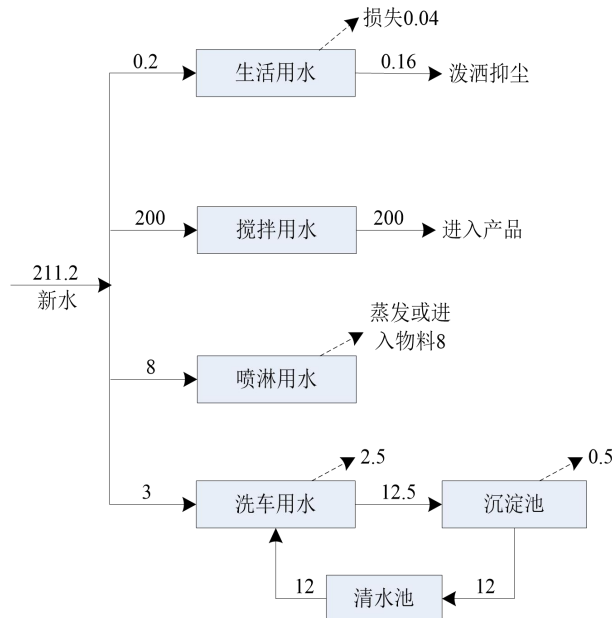 损失0.04
0.2
生活用水
0.16
泼洒抑尘
200
搅拌用水
200
进入产品
211.2
新水
蒸发或进
入物料8
8
喷淋用水
2.5
0.5
3
洗车用水
12.5
沉淀池
12
清水池
12